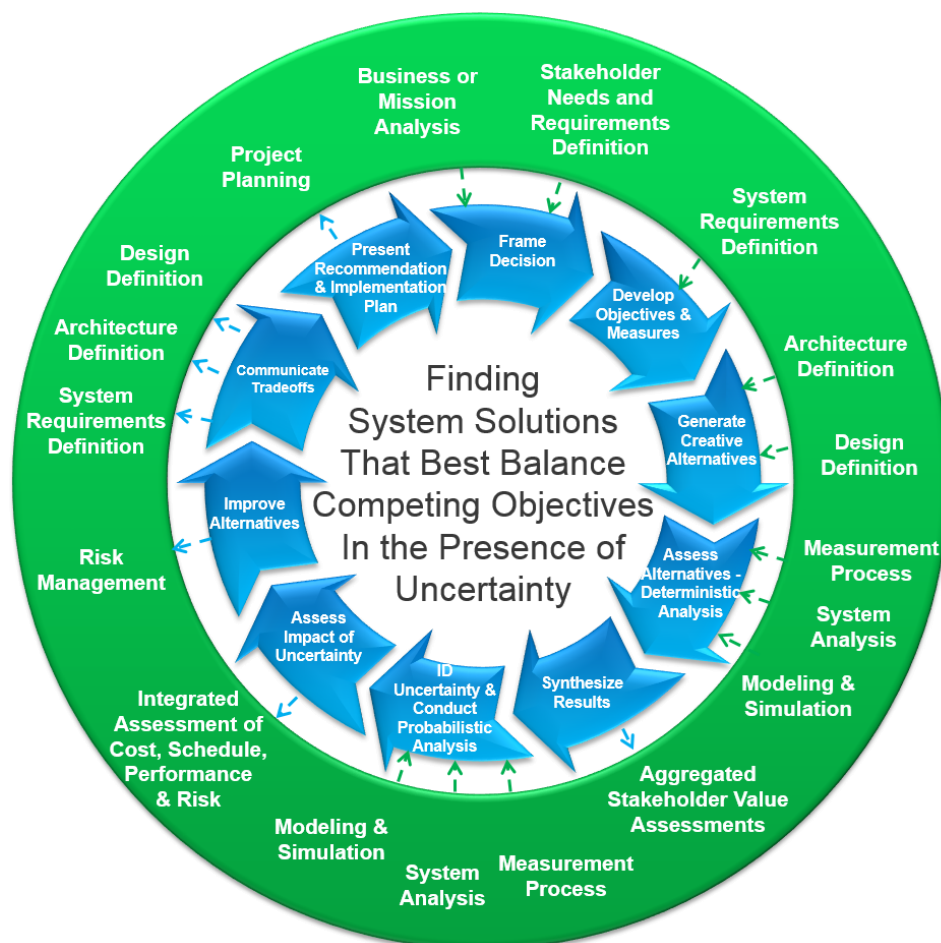 Business or
Mission
Analysis
Stakeholder
Needs and
Requirements
Definition
System
Requirements
Definition
Architecture
Definition
Design
Definition
Measurement
Process
System
Analysis
Modeling &
Simulation
Aggregated
Stakeholder Value
Assessments
Measurement
Process
System
Analysis
Modeling &
Simulation
Integrated
Assessment of
Cost, Schedule,
Performance
& Risk
Risk
Management
System
Requirements
Definition
Architecture
Definition
Design
Definition
Project
Planning
Frame
Decision
Develop
Objectives &
Measures
Generate
Creative
Alternatives
Assess
Alternatives -
Deterministic
Analysis
Synthesize
Results
ID
Uncertainty &
Conduct
Probabilistic
Analysis
Assess
Impact of
Uncertainty
Improve
Alternatives
Communicate
Tradeoffs
Present
Recommendation
& Implementation
Plan
Finding
System Solutions
That Best Balance
Competing Objectives
In the Presence of
Uncertainty